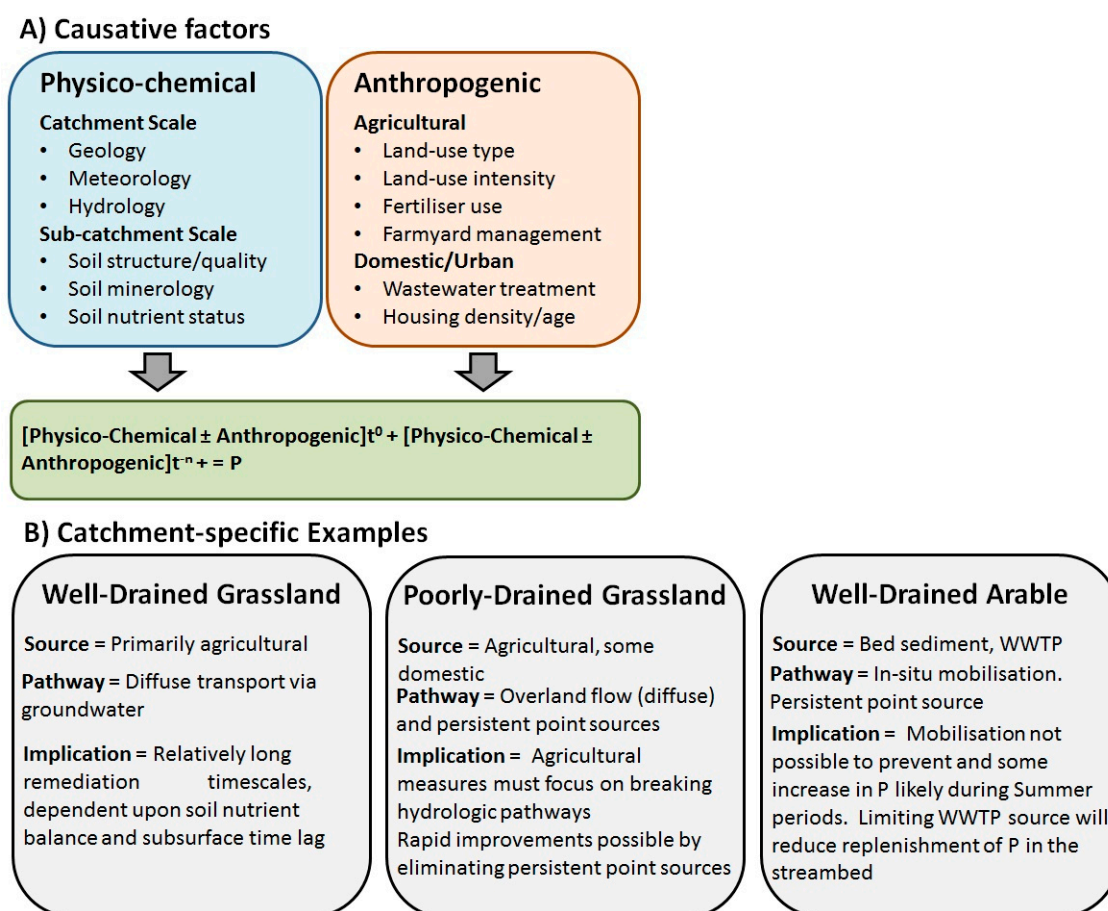 A) Causative factors
Physico-chemical
Catchment Scale
• Geology
• Meteorology
• Hydrology
Sub-catchment Scale
• Soil structure/quality
• Soil minerology
• Soil nutrient status
Anthropogenic
Agricultural
• Land-use type
• Land-use intensity
• Fertiliser use
• Farmyard management
Domestic/Urban
• Wastewater treatment
• Housing density/age
[Physico-Chemical ± Anthropogenic]t⁰ + [Physico-Chemical ±
Anthropogenic]t⁻ⁿ + = P
B) Catchment-specific Examples
Well-Drained Grassland
Source = Primarily agricultural
Pathway = Diffuse transport via
groundwater
Implication = Relatively long
remediation timescales,
dependent upon soil nutrient
balance and subsurface time lag
Poorly-Drained Grassland
Source = Agricultural, some
domestic
Pathway = Overland flow (diffuse)
and persistent point sources
Implication = Agricultural
measures must focus on breaking
hydrologic pathways
Rapid improvements possible by
eliminating persistent point sources
Well-Drained Arable
Source = Bed sediment, WWTP
Pathway = In-situ mobilisation.
Persistent point source
Implication = Mobilisation not
possible to prevent and some
increase in P likely during Summer
periods. Limiting WWTP source will
reduce replenishment of P in the
streambed